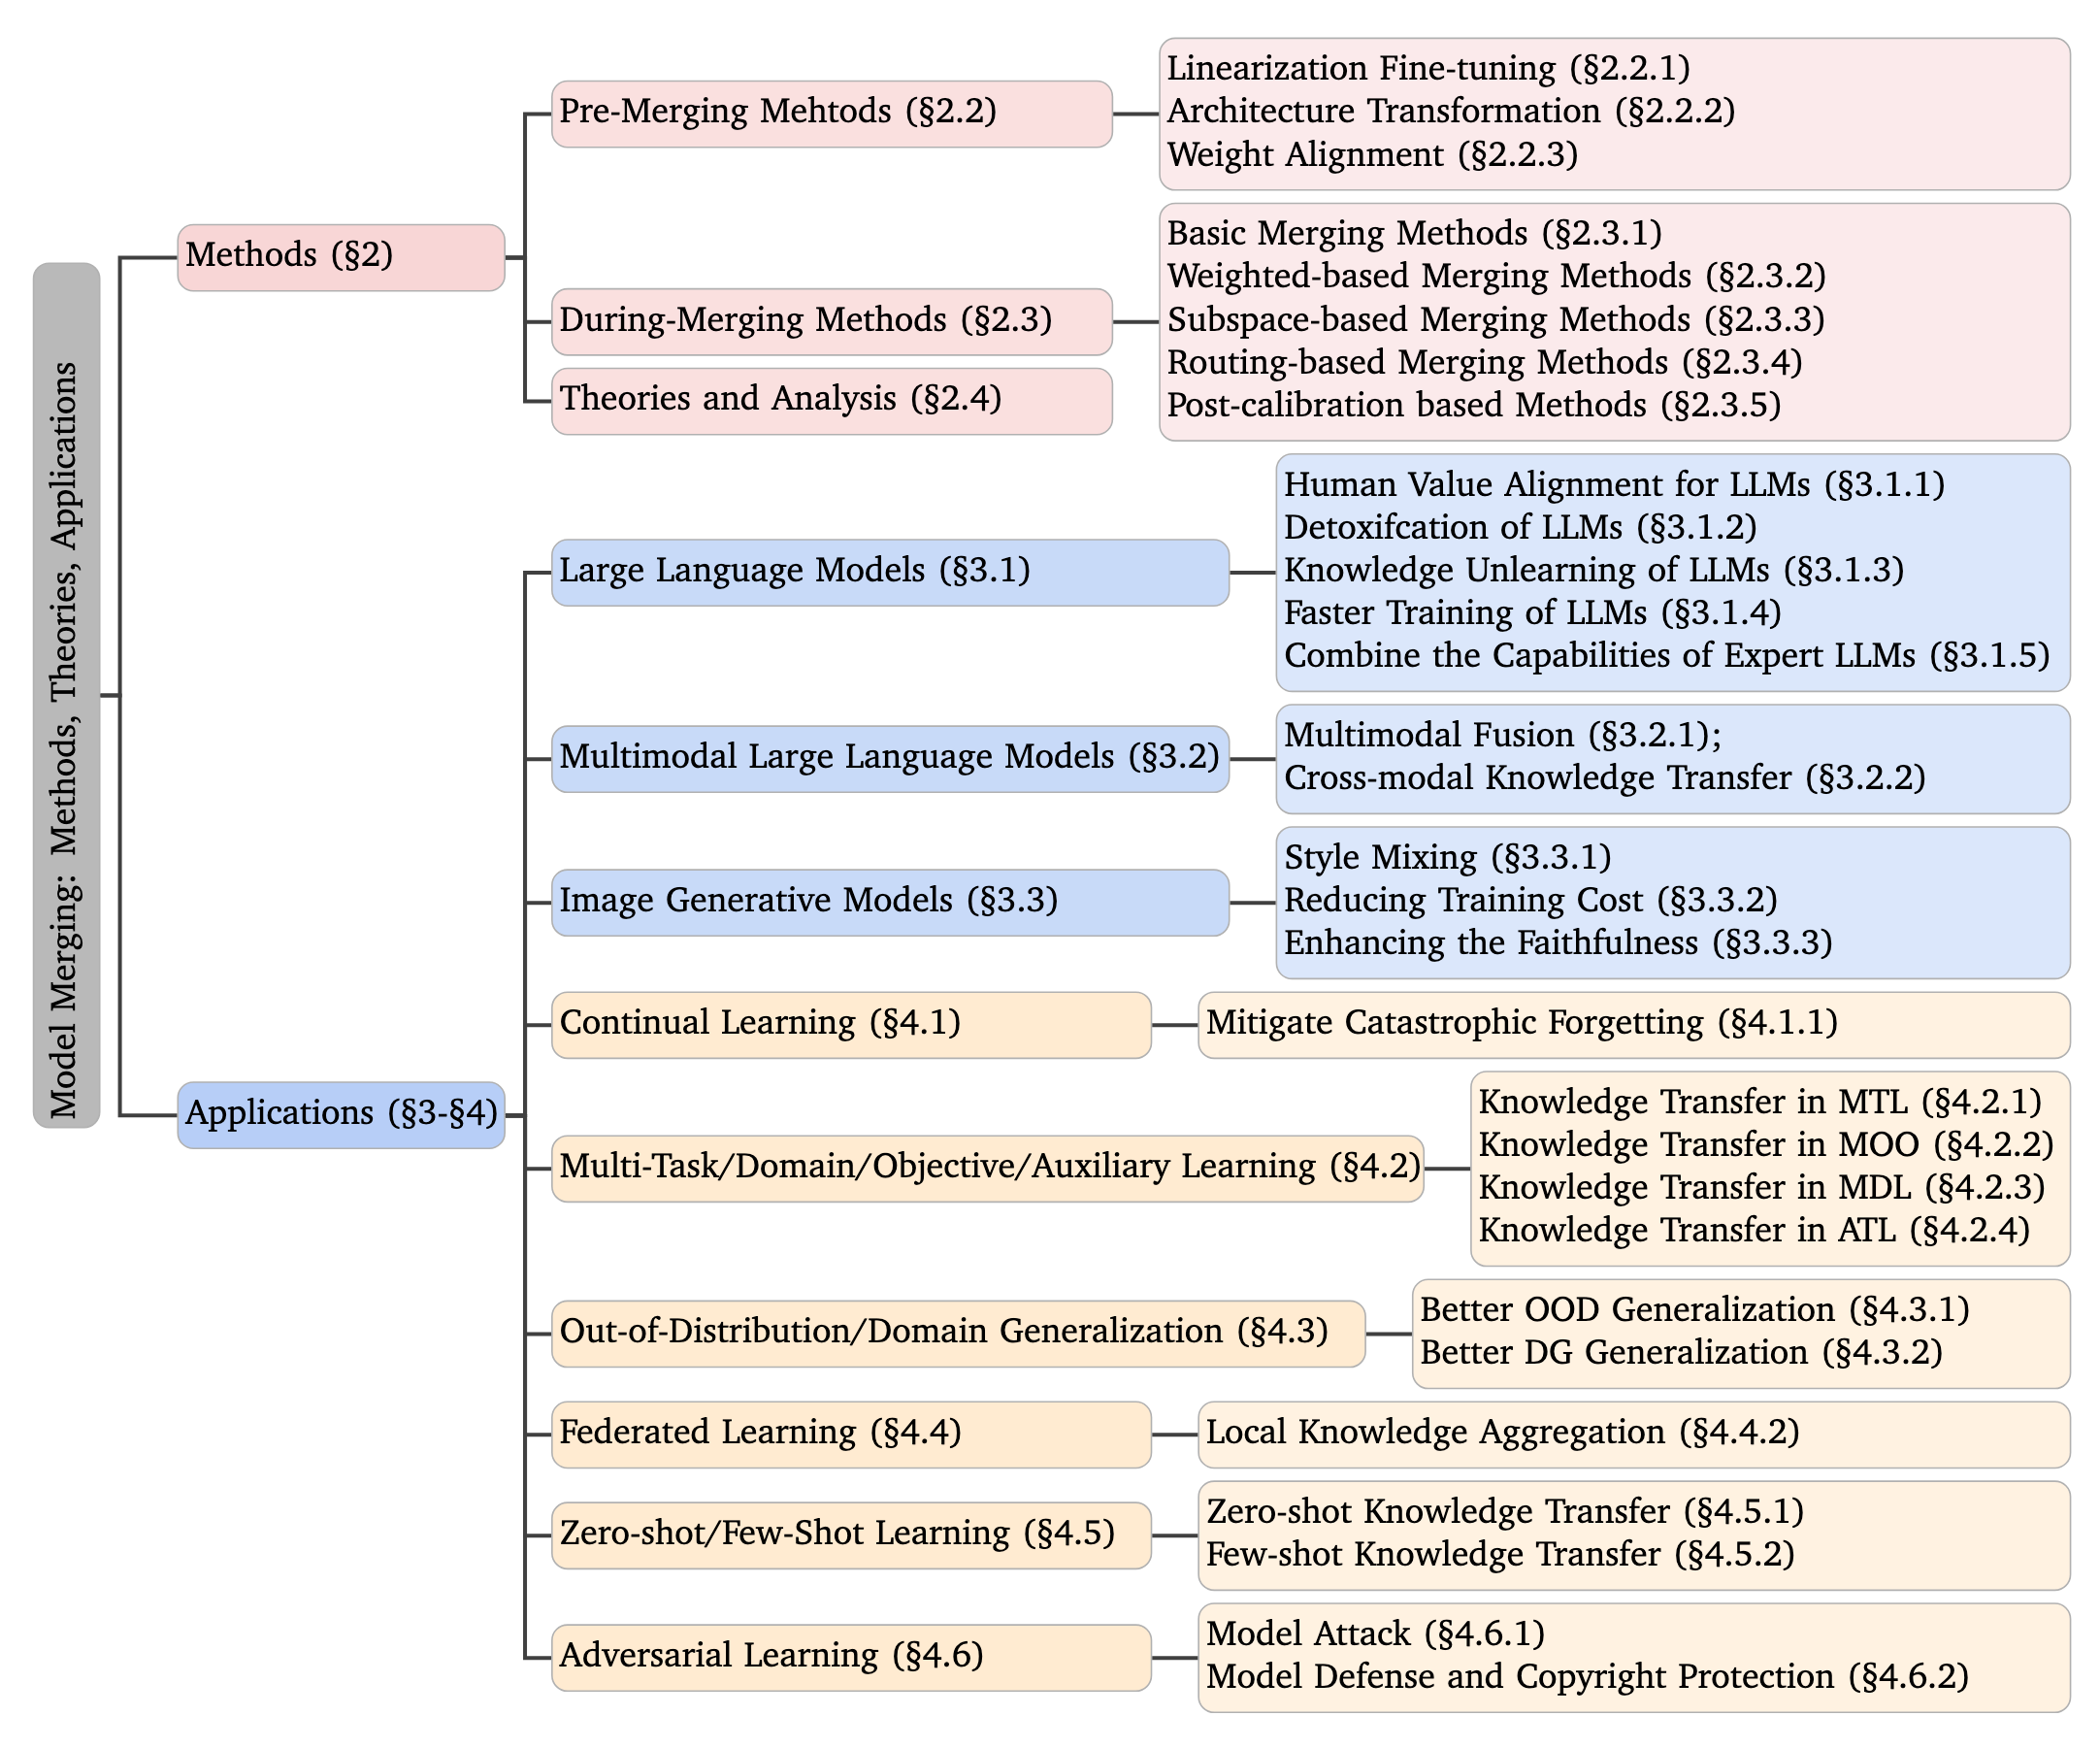 Model Merging: Methods, Theories, Applications
Methods (§2)
Pre-Merging Mehtods (§2.2)
Linearization Fine-tuning (§2.2.1)
Architecture Transformation (§2.2.2)
Weight Alignment (§2.2.3)
During-Merging Methods (§2.3)
Basic Merging Methods (§2.3.1)
Weighted-based Merging Methods (§2.3.2)
Subspace-based Merging Methods (§2.3.3)
Routing-based Merging Methods (§2.3.4)
Post-calibration based Methods (§2.3.5)
Theories and Analysis (§2.4)
Applications (§3-§4)
Large Language Models (§3.1)
Human Value Alignment for LLMs (§3.1.1)
Detoxifcation of LLMs (§3.1.2)
Knowledge Unlearning of LLMs (§3.1.3)
Faster Training of LLMs (§3.1.4)
Combine the Capabilities of Expert LLMs (§3.1.5)
Multimodal Large Language Models (§3.2)
Multimodal Fusion (§3.2.1);
Cross-modal Knowledge Transfer (§3.2.2)
Image Generative Models (§3.3)
Style Mixing (§3.3.1)
Reducing Training Cost (§3.3.2)
Enhancing the Faithfulness (§3.3.3)
Continual Learning (§4.1)
Mitigate Catastrophic Forgetting (§4.1.1)
Multi-Task/Domain/Objective/Auxiliary Learning (§4.2)
Knowledge Transfer in MTL (§4.2.1)
Knowledge Transfer in MOO (§4.2.2)
Knowledge Transfer in MDL (§4.2.3)
Knowledge Transfer in ATL (§4.2.4)
Out-of-Distribution/Domain Generalization (§4.3)
Better OOD Generalization (§4.3.1)
Better DG Generalization (§4.3.2)
Federated Learning (§4.4)
Local Knowledge Aggregation (§4.4.2)
Zero-shot/Few-Shot Learning (§4.5)
Zero-shot Knowledge Transfer (§4.5.1)
Few-shot Knowledge Transfer (§4.5.2)
Adversarial Learning (§4.6)
Model Attack (§4.6.1)
Model Defense and Copyright Protection (§4.6.2)